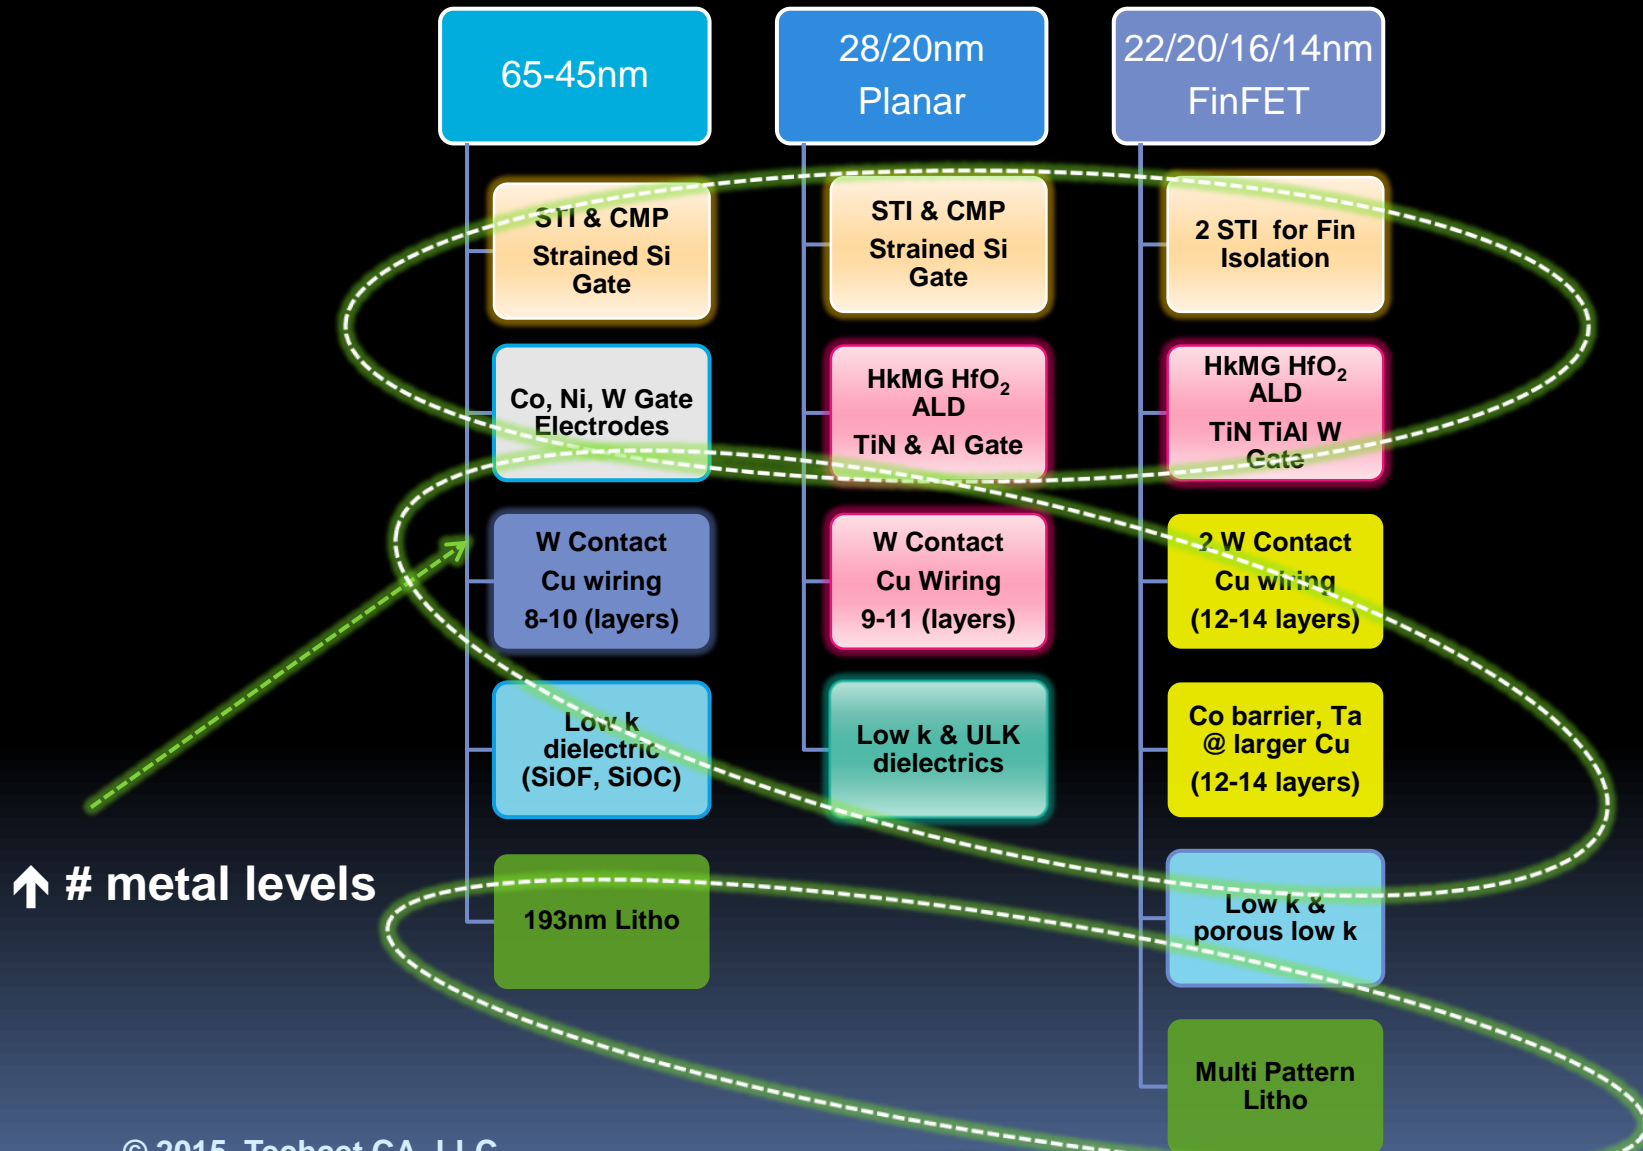 65-45nm
STI & CMP
Strained Si
Gate
Co, Ni, W Gate
Electrodes
W Contact
Cu wiring
8-10 (layers)
Low k
dielectric
(SiOF, SiOC)
193nm Litho
28/20nm
Planar
STI & CMP
Strained Si
Gate
HkMG HfO₂
ALD
TiN & Al Gate
W Contact
Cu Wiring
9-11 (layers)
Low k & ULK
dielectrics
22/20/16/14nm
FinFET
2 STI for Fin
Isolation
HkMG HfO₂
ALD
TiN TiAl W
Gate
2 W Contact
Cu wiring
(12-14 layers)
Co barrier, Ta
@ larger Cu
(12-14 layers)
Low k &
porous low k
Multi Pattern
Litho
↑ # metal levels
© 2015 Techcet CA, LLC